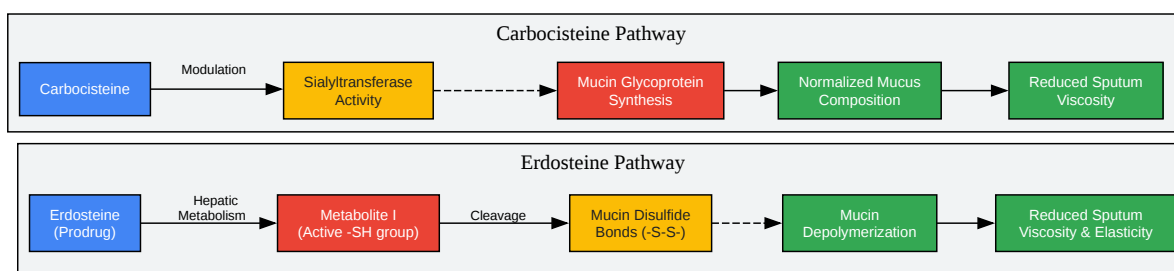 Carbocisteine Pathway
Carbocisteine
Modulation
Sialyltransferase
Activity
Mucin Glycoprotein
Synthesis
Normalized Mucus
Composition
Reduced Sputum
Viscosity
Erdosteine Pathway
Erdosteine
(Prodrug)
Hepatic
Metabolism
Metabolite I
(Active -SH group)
Cleavage
Mucin Disulfide
Bonds (-S-S-)
Mucin
Depolymerization
Reduced Sputum
Viscosity & Elasticity